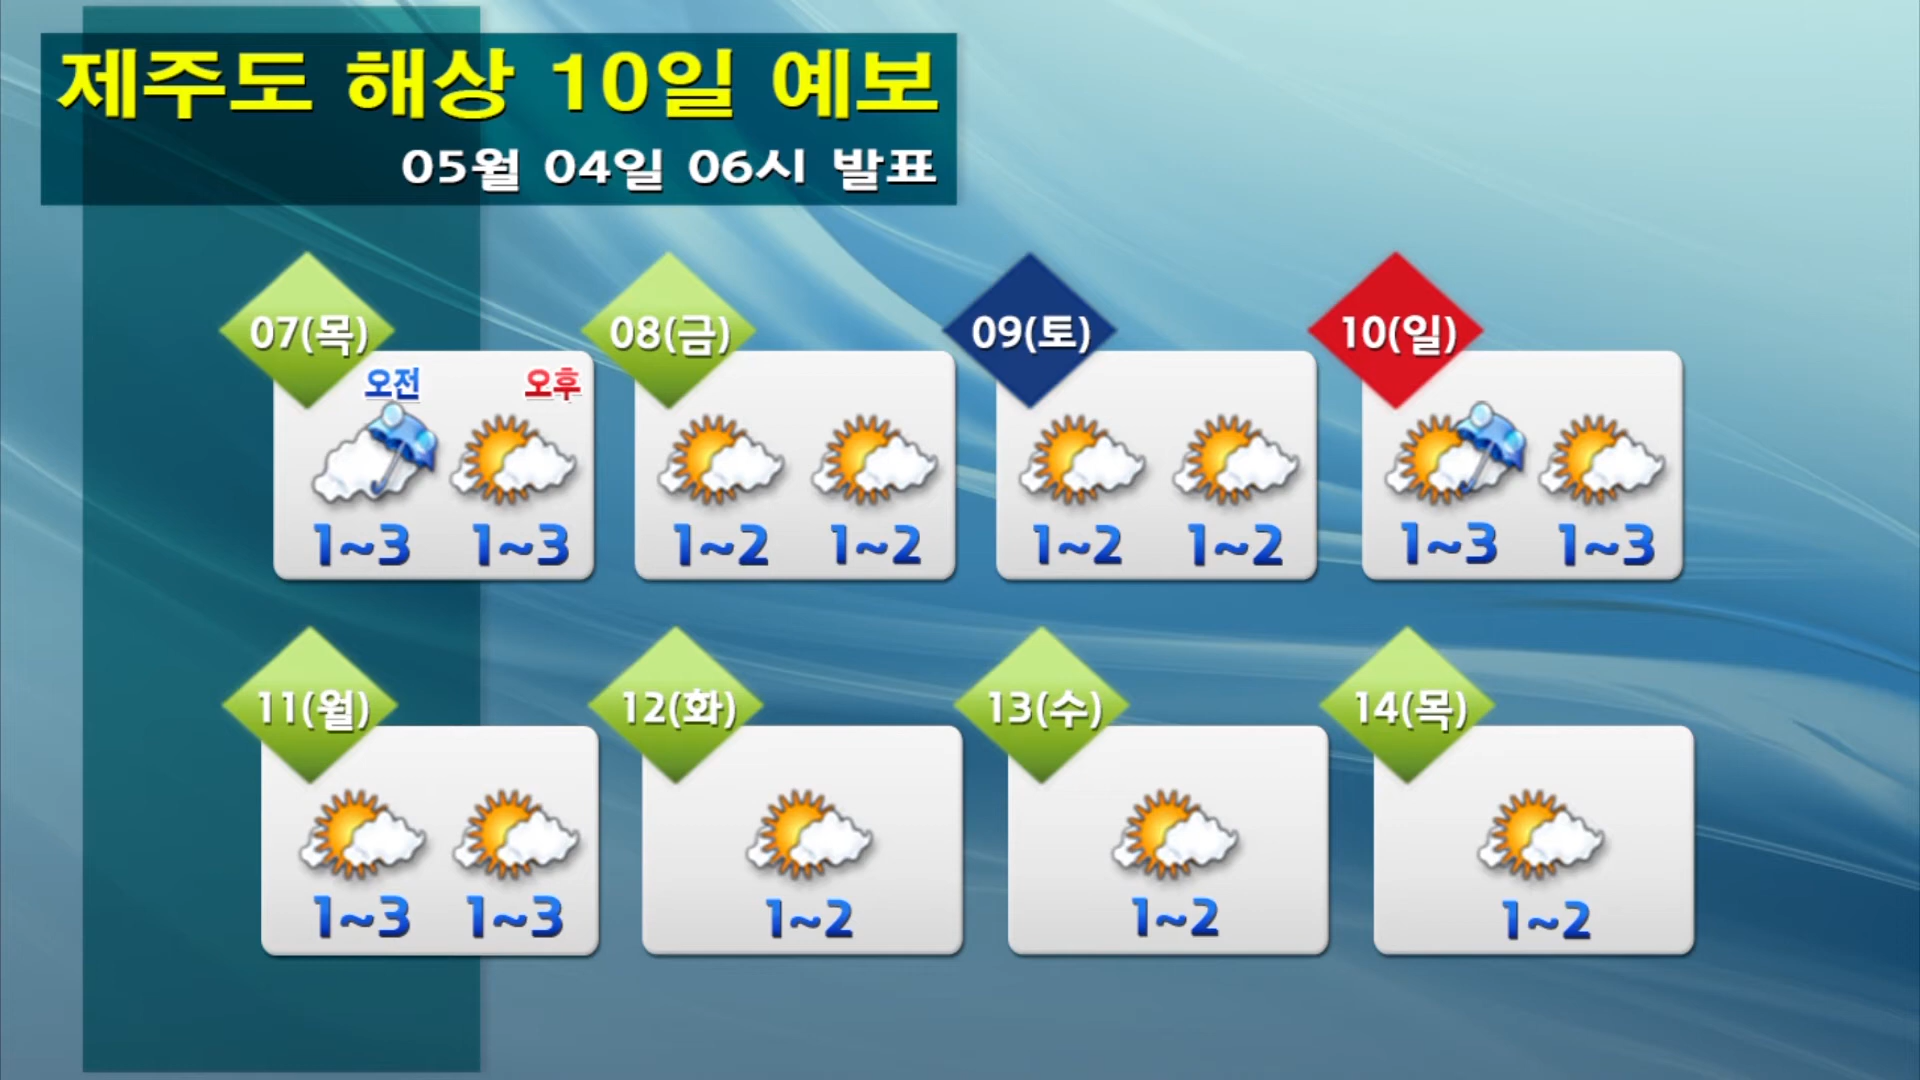 제주도 해상 10일 예보
05월 04일 06시 발표
07(목)
08(금)
09(토)
10(일)
오전 오후
1~3 1~3
1~2 1~2
1~2 1~2
1~3 1~3
11(월)
12(화)
13(수)
14(목)
1~3 1~3
1~2
1~2
1~2